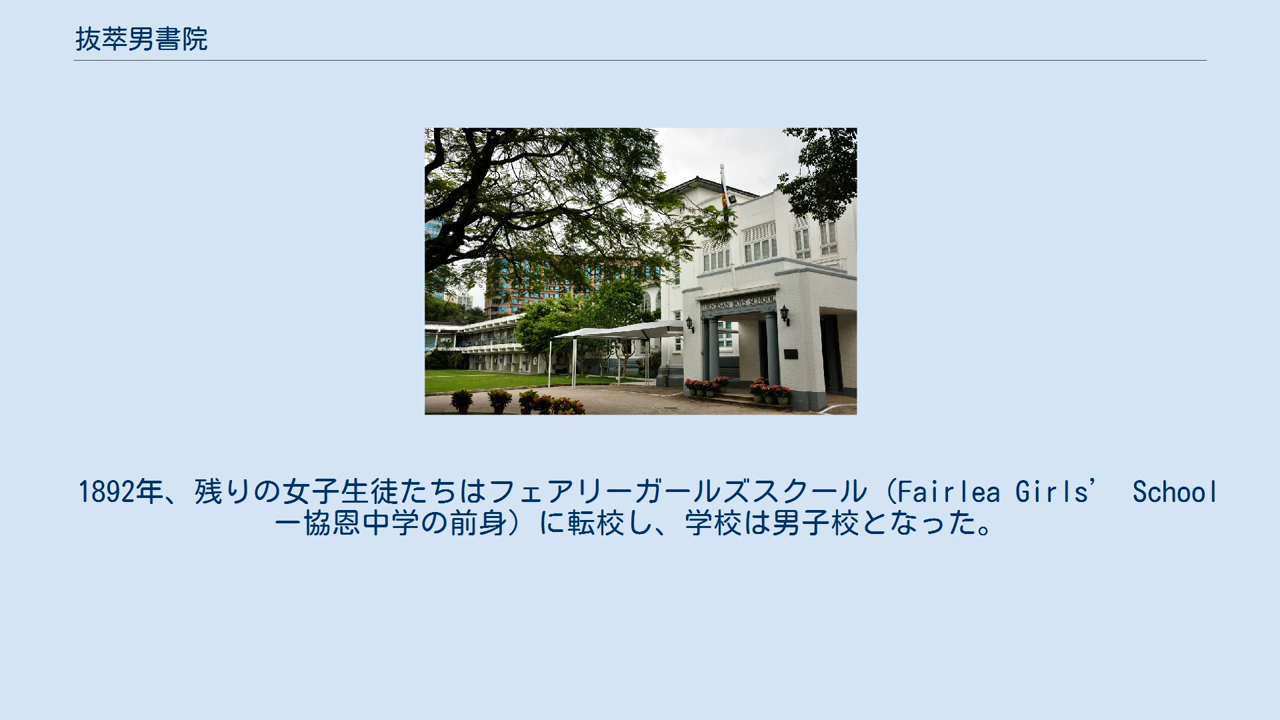 抜萃男書院
DIOCESAN BOYS' SCHOOL
1892年、残りの女子生徒たちはフェアリーガールズスクール（Fairlea Girls’ School
ー協恩中学の前身）に転校し、学校は男子校となった。